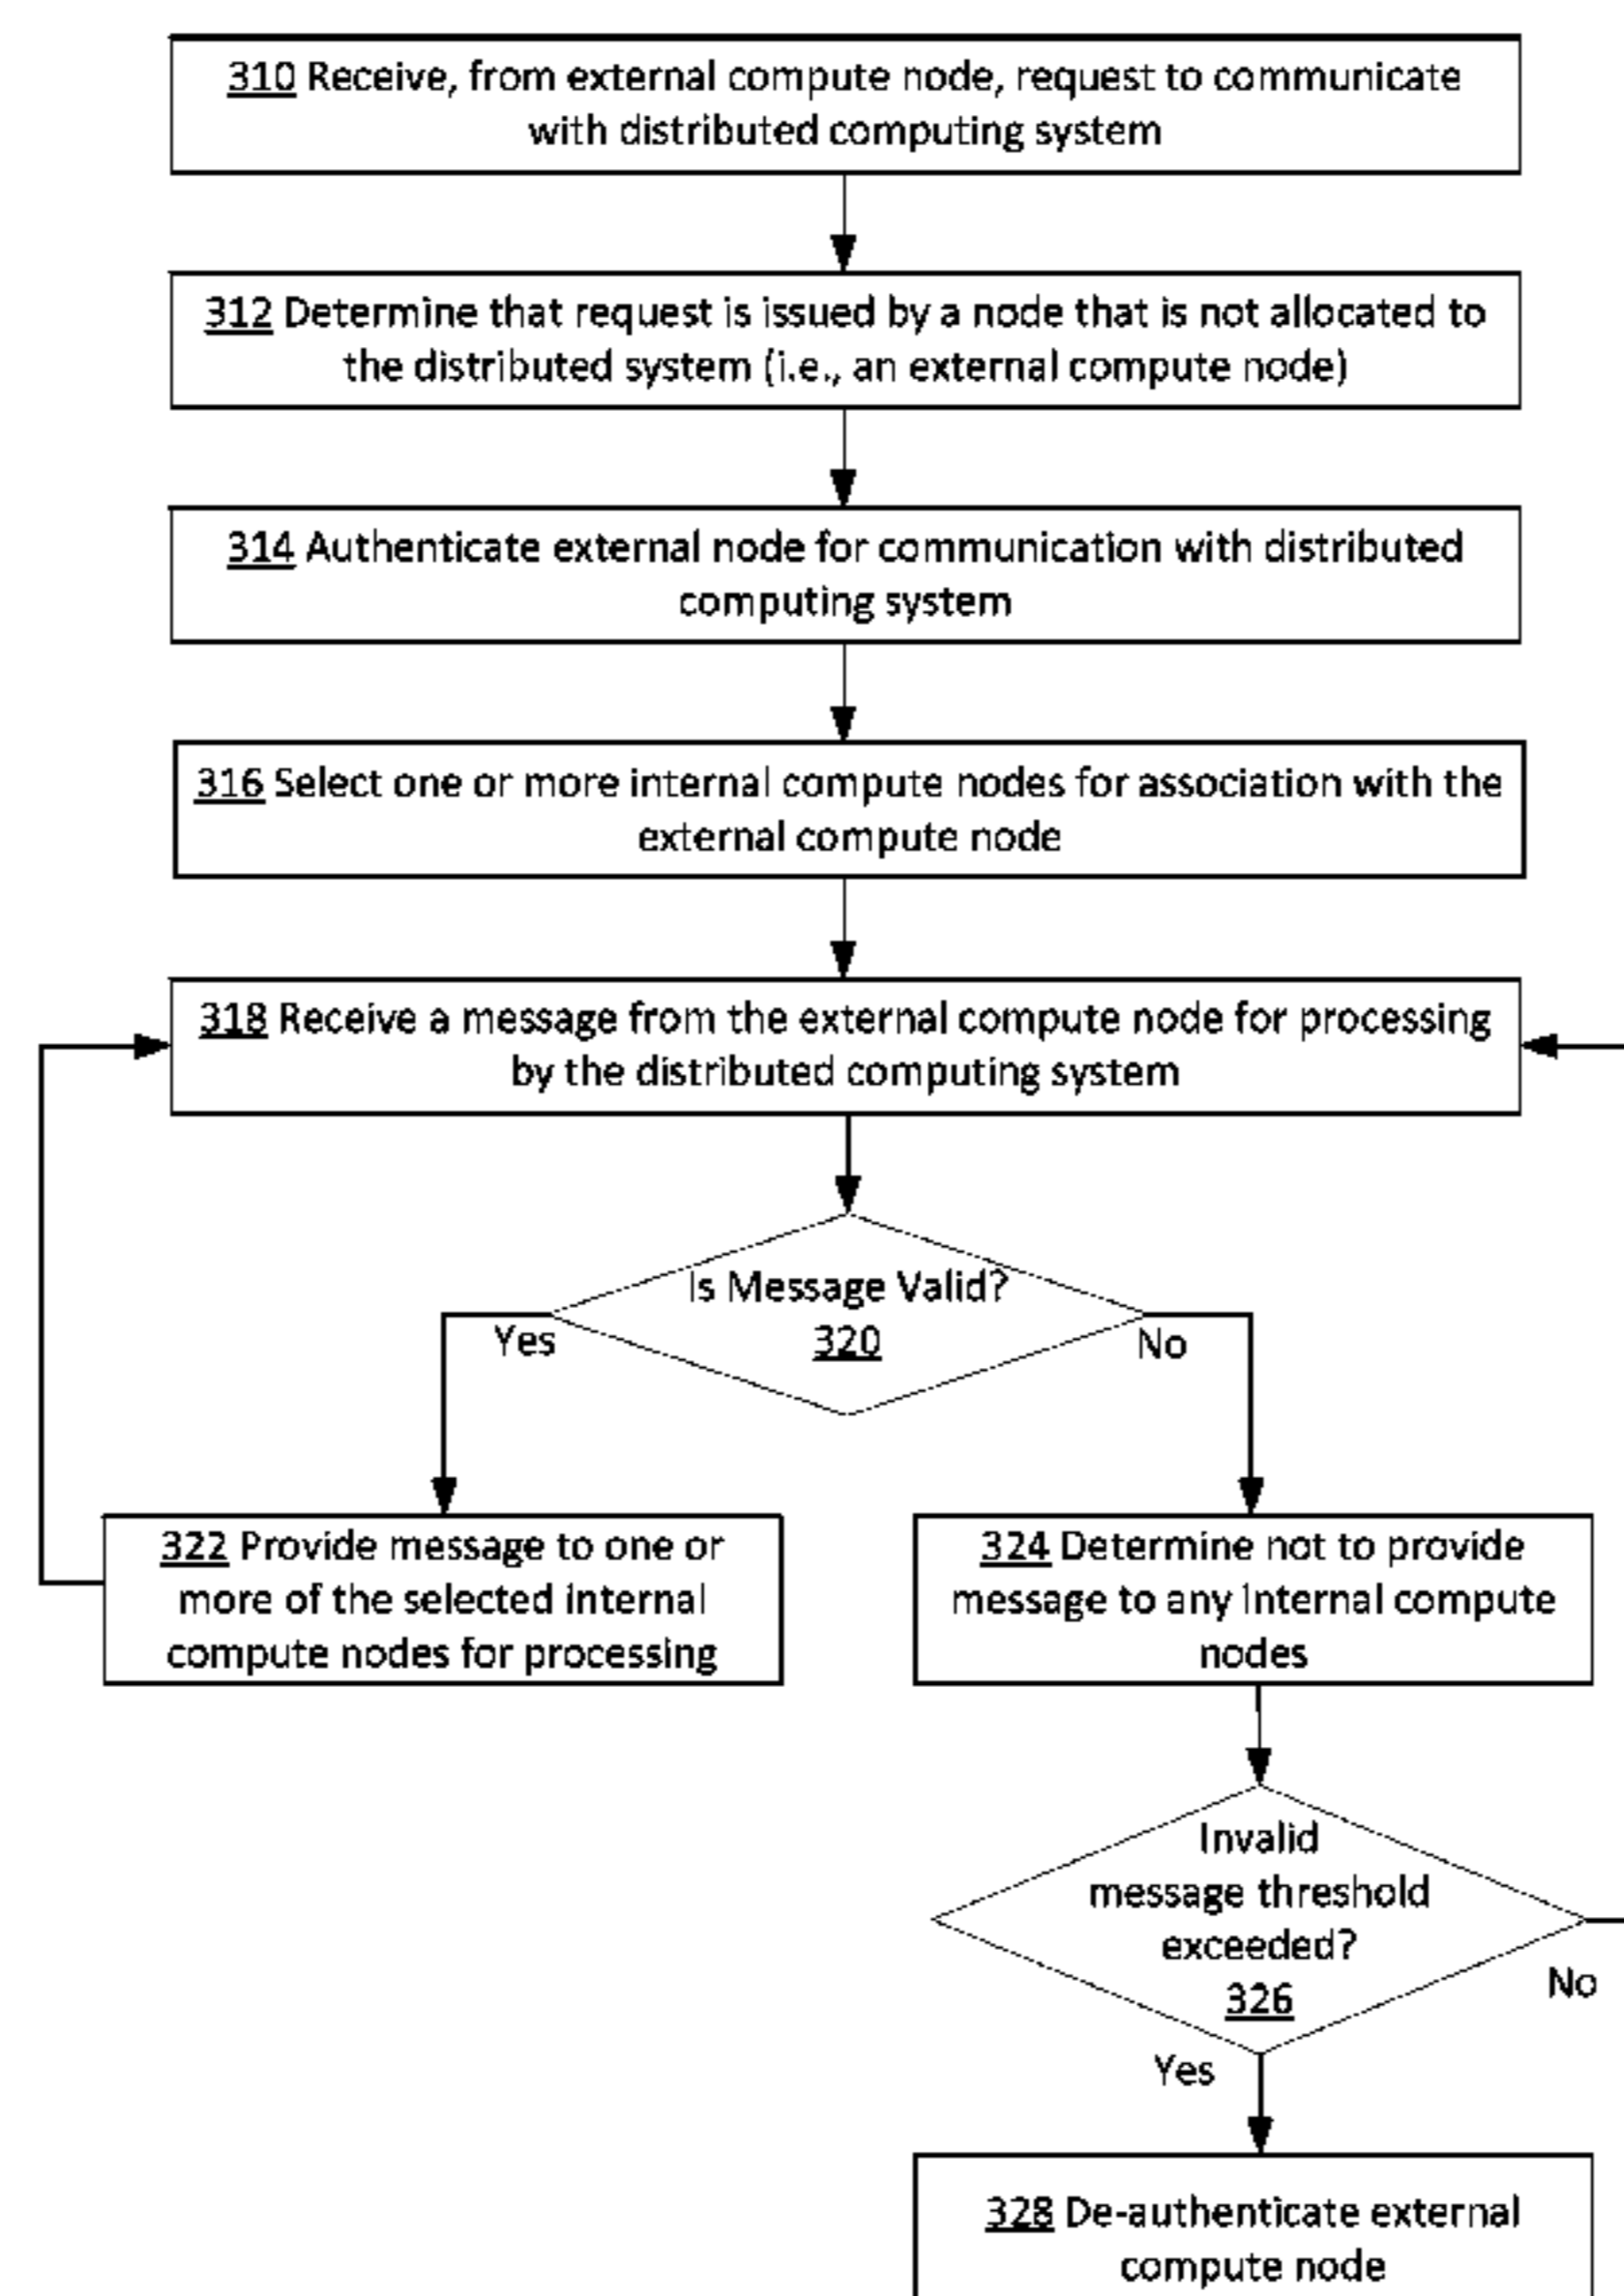 310 Receive, from external compute node, request to communicate
with distributed computing system
312 Determine that request is issued by a node that is not allocated to
the distributed system (i.e., an external compute node)
314 Authenticate external node for communication with distributed
computing system
316 Select one or more internal compute nodes for association with the
external compute node
318 Receive a message from the external compute node for processing
by the distributed computing system
Is Message Valid?
320
Yes
No
322 Provide message to one or
more of the selected internal
compute nodes for processing
324 Determine not to provide
message to any internal compute
nodes
Invalid
message threshold
exceeded?
326
No
Yes
328 De-authenticate external
compute node